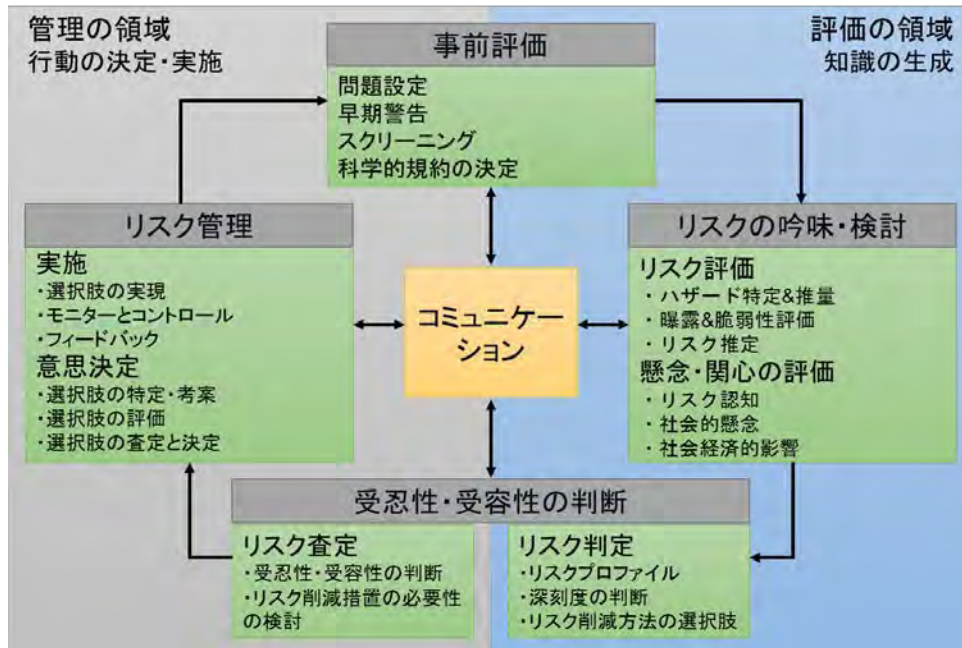 管理の領域
行動の決定・実施
評価の領域
知識の生成
事前評価
問題設定
早期警告
スクリーニング
科学的規約の決定
リスク管理
実施
・選択肢の実現
・モニターとコントロール
・フィードバック
意思決定
・選択肢の特定・考案
・選択肢の評価
・選択肢の査定と決定
コミュニケー
ション
リスクの吟味・検討
リスク評価
・ハザード特定&推量
・曝露&脆弱性評価
・リスク推定
懸念・関心の評価
・リスク認知
・社会的懸念
・社会経済的影響
受忍性・受容性の判断
リスク査定
・受忍性・受容性の判断
・リスク削減措置の必要性
の検討
リスク判定
・リスクプロファイル
・深刻度の判断
・リスク削減方法の選択肢